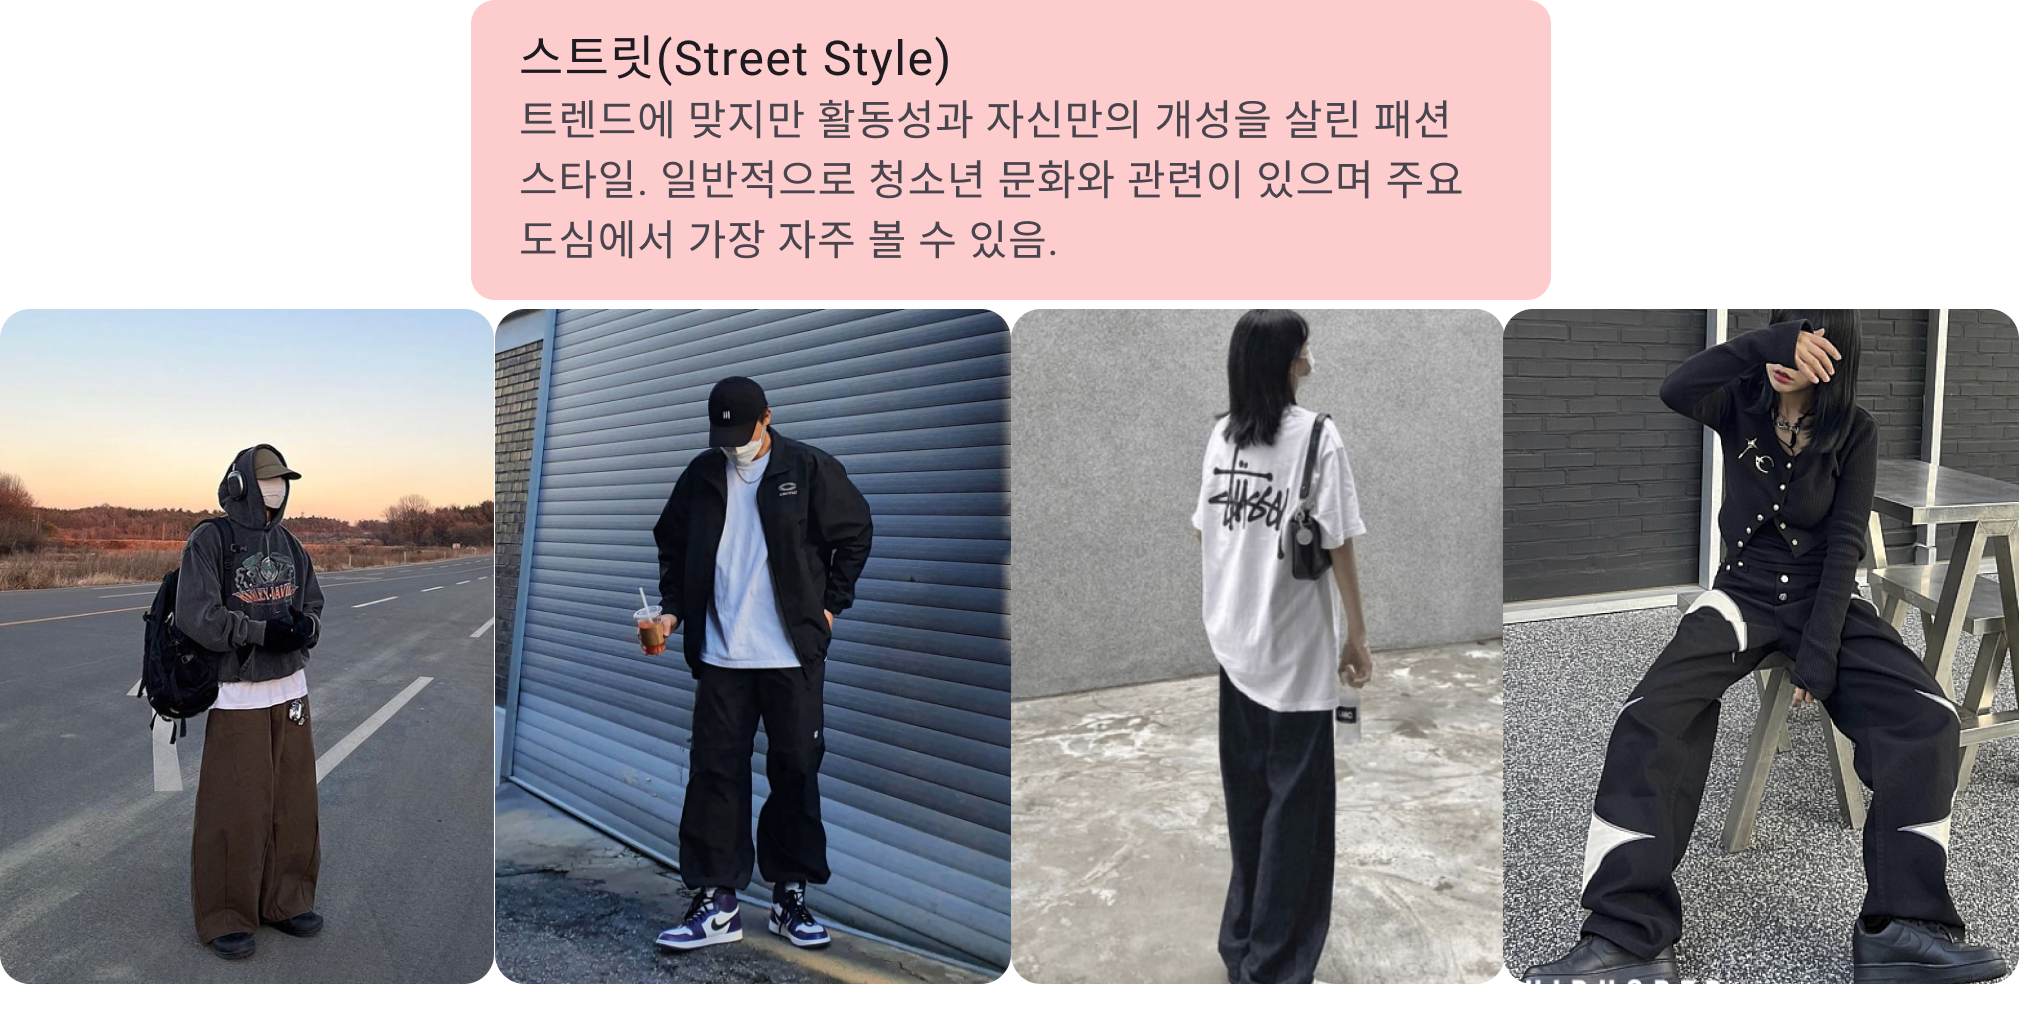 스트릿(Street Style)
트렌드에 맞지만 활동성과 자신만의 개성을 살린 패션
스타일. 일반적으로 청소년 문화와 관련이 있으며 주요
도심에서 가장 자주 볼 수 있음.